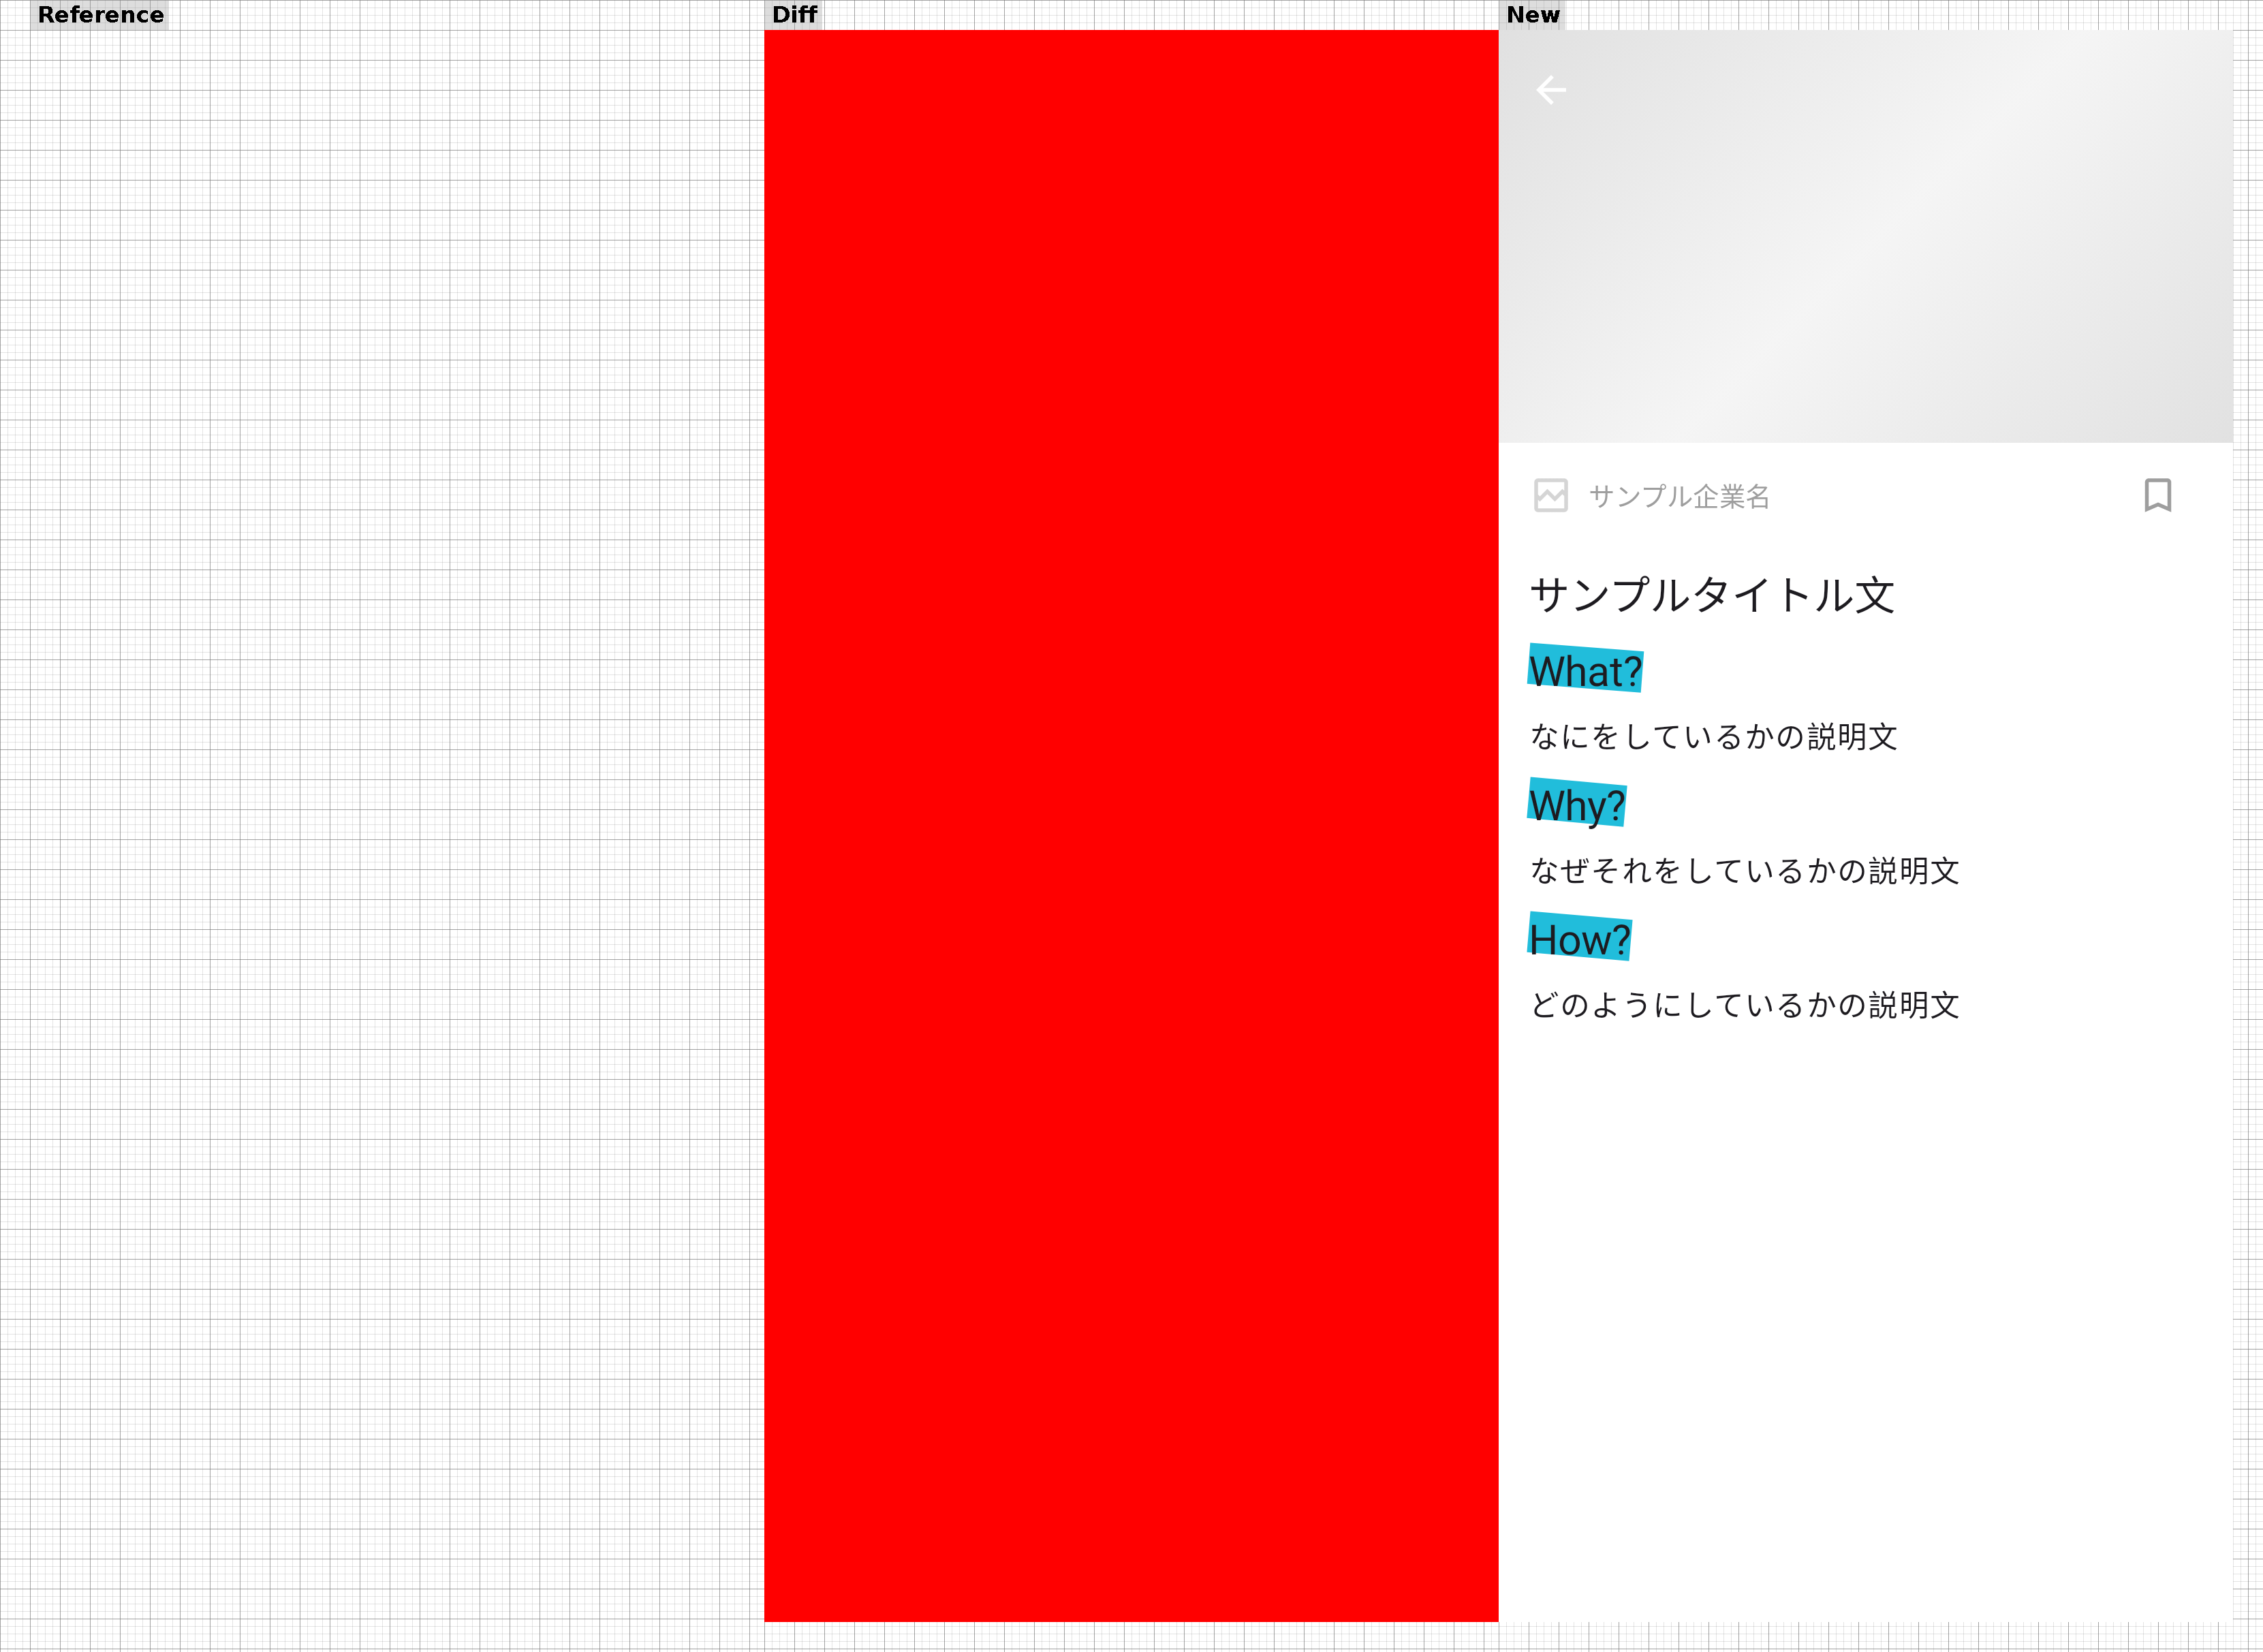 Reference
Diff
New
サンプル企業名
サンプルタイトル文
What?
なにをしているかの説明文
Why?
なぜそれをしているかの説明文
How?
どのようにしているかの説明文